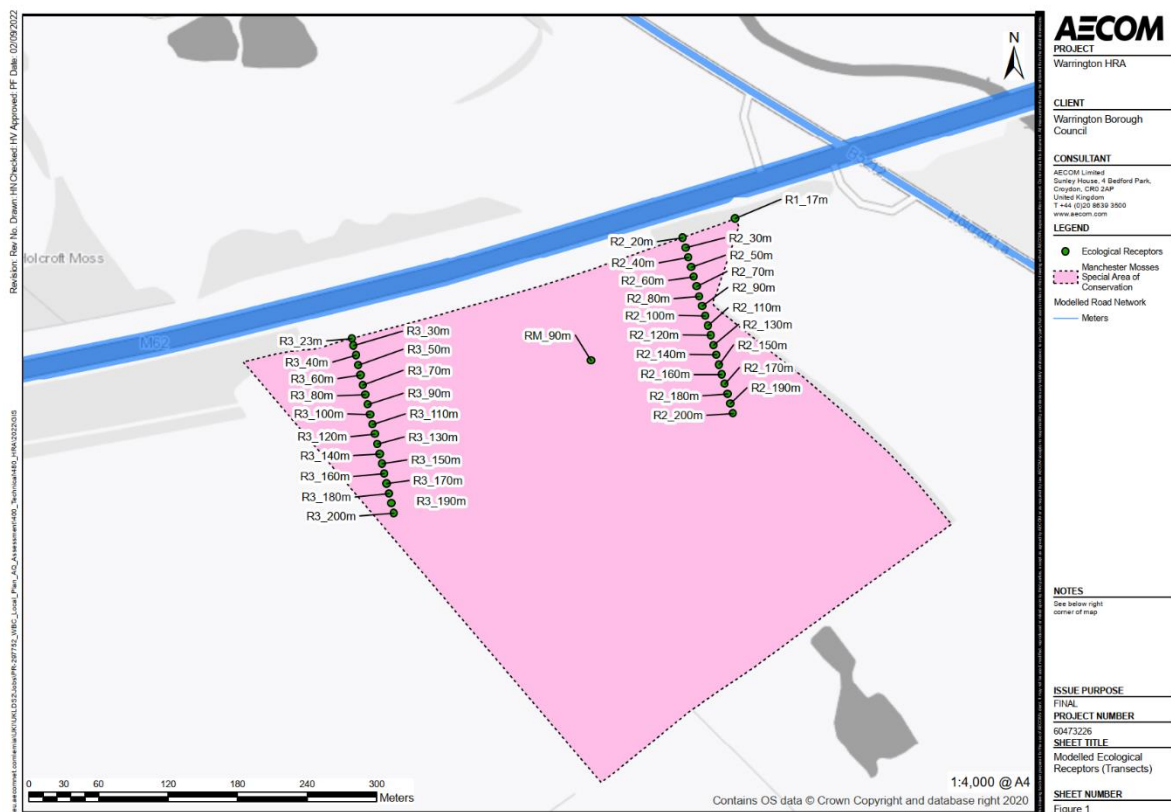 Revision: Rev No. Drawn: HN Checked: HV Approved: PF Date: 02/09/2022
N
R1_17m
R2_20m
R2_30m
R2_40m
R2_50m
R2_60m
R2_70m
R2_80m
R2_90m
R2_100m
R2_110m
R2_120m
R2_130m
R2_140m
R2_150m
R2_160m
R2_170m
R2_180m
R2_190m
R2_200m
RM_90m
Holcroft Moss
M62
R3_23m
R3_30m
R3_40m
R3_50m
R3_60m
R3_70m
R3_80m
R3_90m
R3_100m
R3_110m
R3_120m
R3_130m
R3_140m
R3_150m
R3_160m
R3_170m
R3_180m
R3_190m
R3_200m
0 30 60 120 180 240 300
Meters
1:4,000 @ A4
Contains OS data © Crown Copyright and database right 2020
AECOM
PROJECT
Warrington HRA
CLIENT
Warrington Borough
Council
CONSULTANT
AECOM Limited
Sunley House, 4 Bedford Park,
Croydon, CRO 2AP
United Kingdom
T +44 (0)20 8639 3500
www.aecom.com
LEGEND
Ecological Receptors
Manchester Mosses
Special Area of
Conservation
Modelled Road Network
Meters
NOTES
See below right
corner of map
ISSUE PURPOSE
FINAL
PROJECT NUMBER
60473226
SHEET TITLE
Modelled Ecological
Receptors (Transects)
SHEET NUMBER
Figure 1